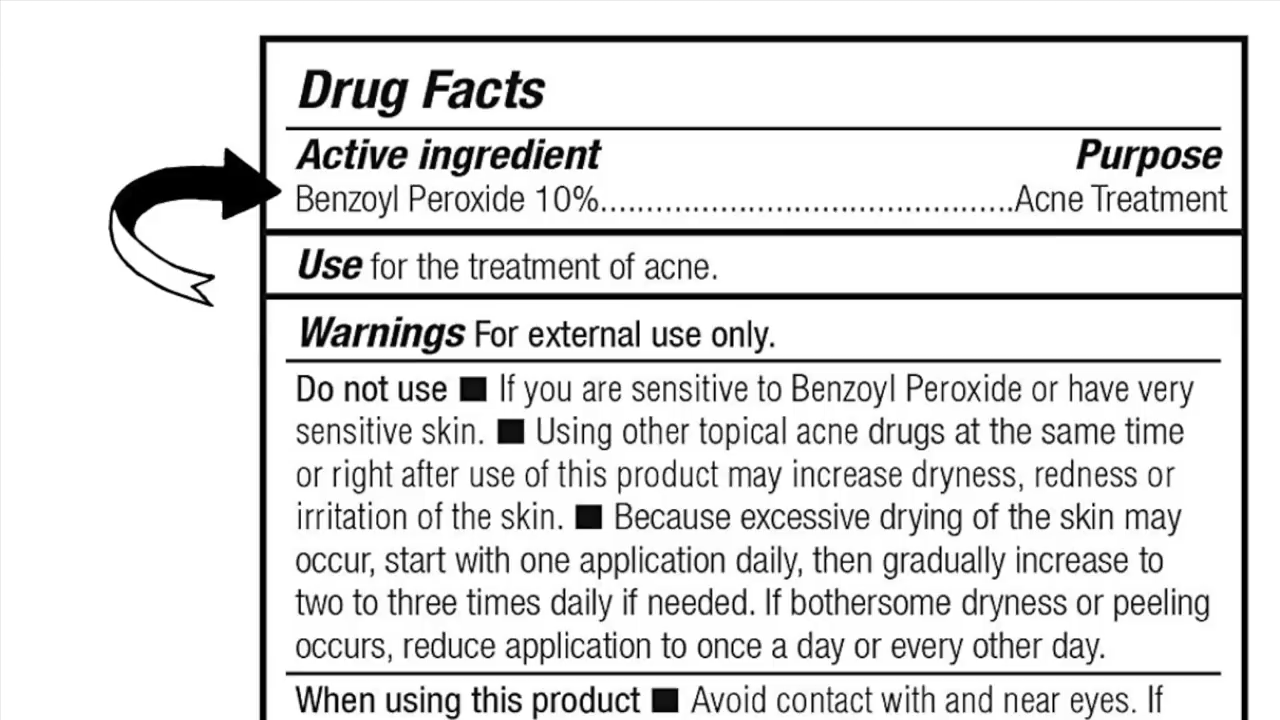 Drug Facts
Active ingredient Purpose
Benzoyl Peroxide 10%.............................................Acne Treatment
Use for the treatment of acne.
Warnings For external use only.
Do not use ■ If you are sensitive to Benzoyl Peroxide or have very
sensitive skin. ■ Using other topical acne drugs at the same time
or right after use of this product may increase dryness, redness or
irritation of the skin. ■ Because excessive drying of the skin may
occur, start with one application daily, then gradually increase to
two to three times daily if needed. If bothersome dryness or peeling
occurs, reduce application to once a day or every other day.
When using this product ■ Avoid contact with and near eyes. If